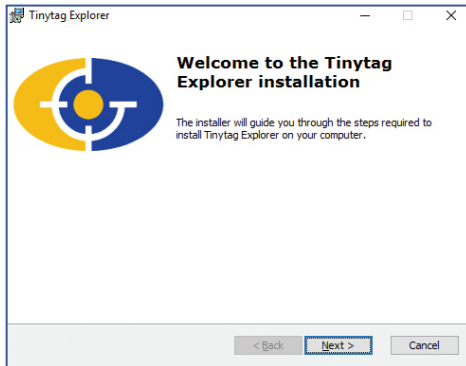 Tinytag Explorer
Welcome to the Tinytag
Explorer installation
The installer will guide you through the steps required to
install Tinytag Explorer on your computer.
< Back
Next >
Cancel